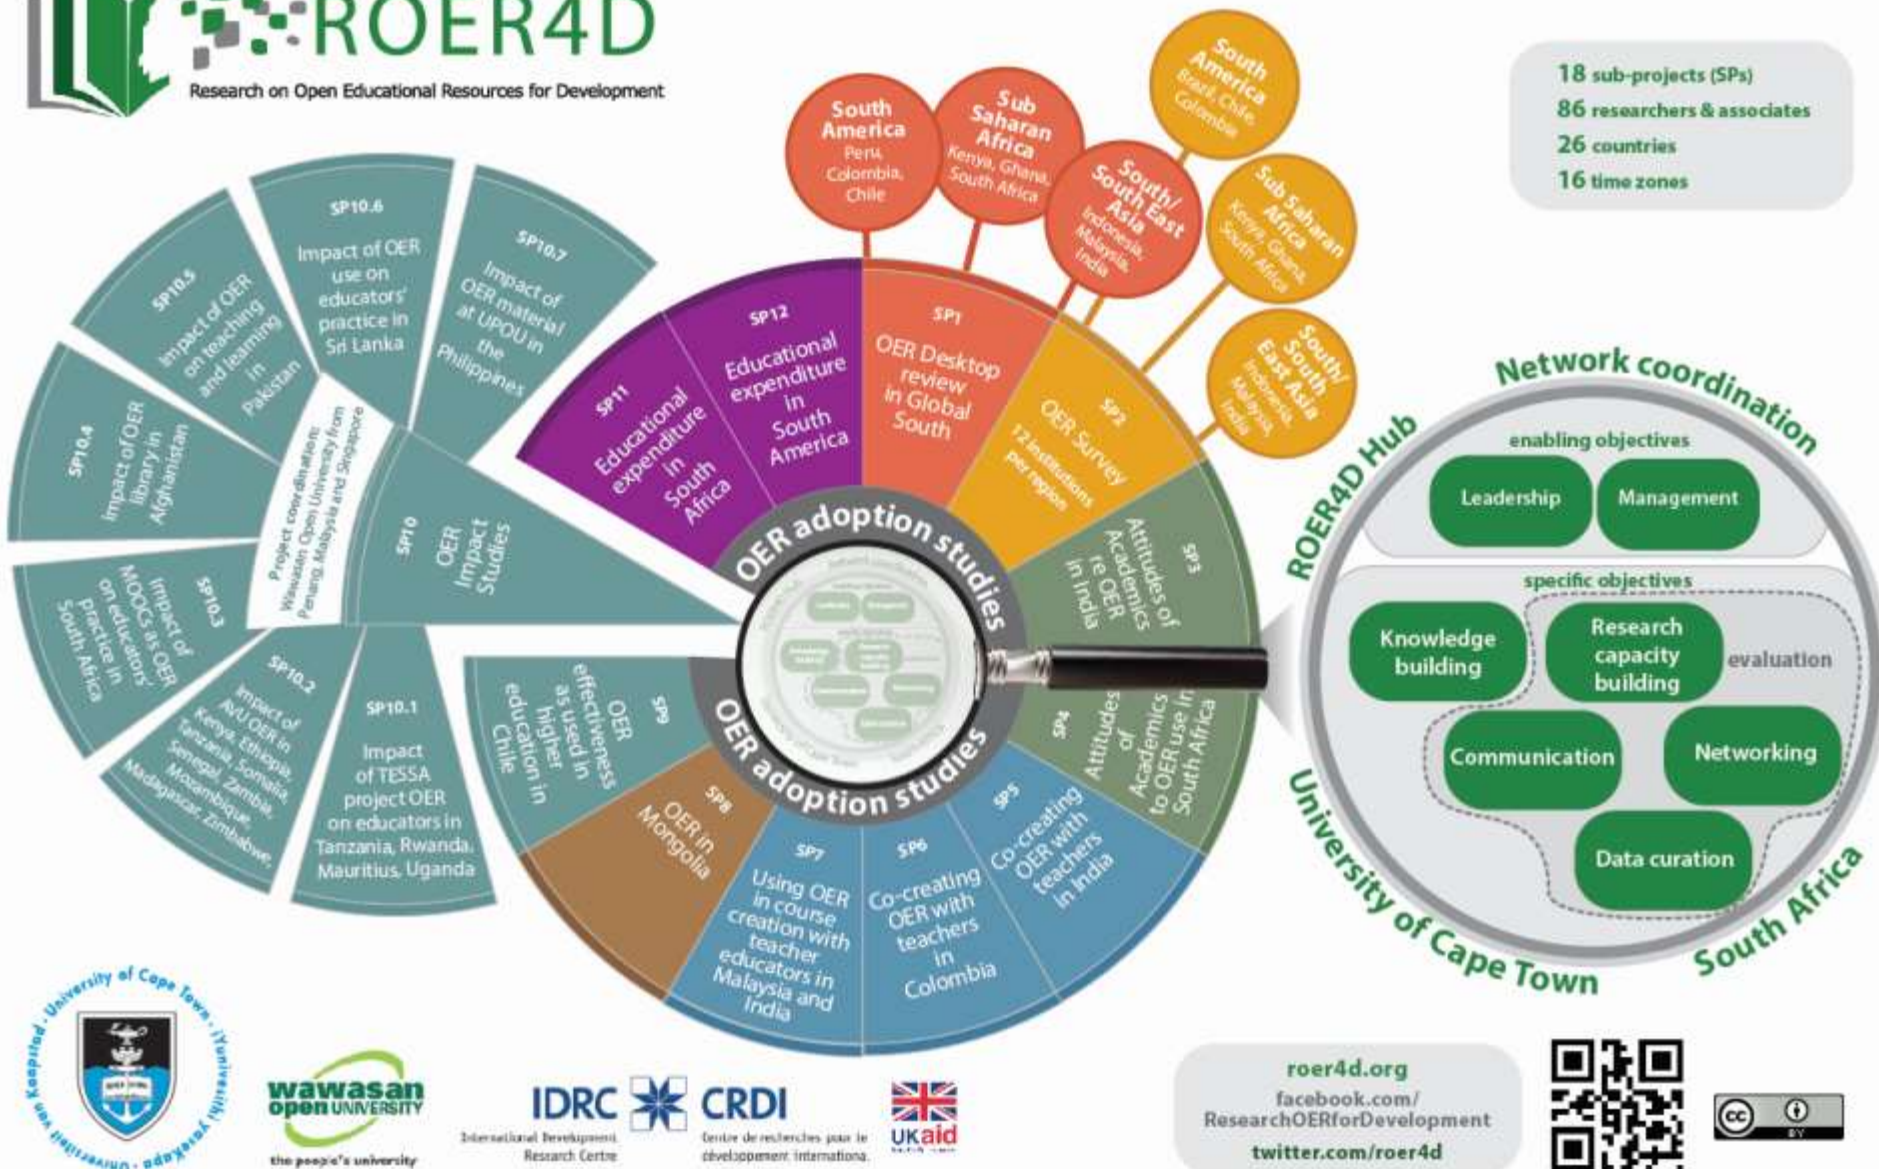 ROER4D
Research on Open Educational Resources for Development
18 sub-projects (SPs)
86 researchers & associates
26 countries
16 time zones
South
America
Peru,
Colombia,
Chile
Sub
Saharan
Africa
Kenya, Ghana,
South Africa
South/
South East
Asia
Indonesia,
Malaysia,
India
South
America
Brazil, Chile,
Colombia
Sub Saharan
Africa
Kenya, Ghana,
South Africa
South/
South
East Asia
Indonesia,
Malaysia,
India
SP1
OER Desktop
review
in Global
South
SP2
OER Survey
12 institutions
per region
SP3
Attitudes of
Academics
re OER
in India
SP4
Attitudes
of
Academics
to OER use in
South Africa
SP5
Co-creating
OER with
teachers
in India
SP6
Co-creating
OER with
teachers
in
Colombia
SP7
Using OER
in course
creation with
teacher
educators in
Malaysia and
India
SP8
OER in
Mongolia
SP9
OER
effectiveness
as used in
higher
education in
Chile
SP10
OER
Impact
Studies
Project coordination:
Wawasan Open University from
Penang, Malaysia and Singapore
SP10.1
Impact
of TESSA
project OER
on educators in
Tanzania, Rwanda,
Mauritius, Uganda
SP10.2
Impact of
AVU OER in
Kenya, Ethiopia,
Tanzania, Somalia,
Senegal, Zambia,
Mozambique,
Madagascar, Zimbabwe,
SP10.3
Impact of
MOOCs as OER
on educators'
practice in
South Africa
SP10.4
Impact of OER
library in
Afghanistan
SP10.5
Impact of OER
on teaching
and learning
in
Pakistan
SP10.6
Impact of OER
use on
educators'
practice in
Sri Lanka
SP10.7
Impact of
OER material
at UPOU in
the
Philippines
SP11
Educational
expenditure
in
South
Africa
SP12
Educational
expenditure
in
South
America
OER adoption studies
OER adoption studies
Network coordination
ROER4D Hub
enabling objectives
Leadership
Management
specific objectives
Knowledge
building
Research
capacity
building
evaluation
Communication
Networking
Data curation
University of Cape Town
South Africa
University of Cape Town · iYunivesithi yaseKapa · Universiteit van Kaapstad
wawasan
open UNIVERSITY
the people's university
IDRC CRDI
International Development
Research Centre
Centre de recherches pour le
développement international
UKaid
roer4d.org
facebook.com/
ResearchOERforDevelopment
twitter.com/roer4d
cc
BY